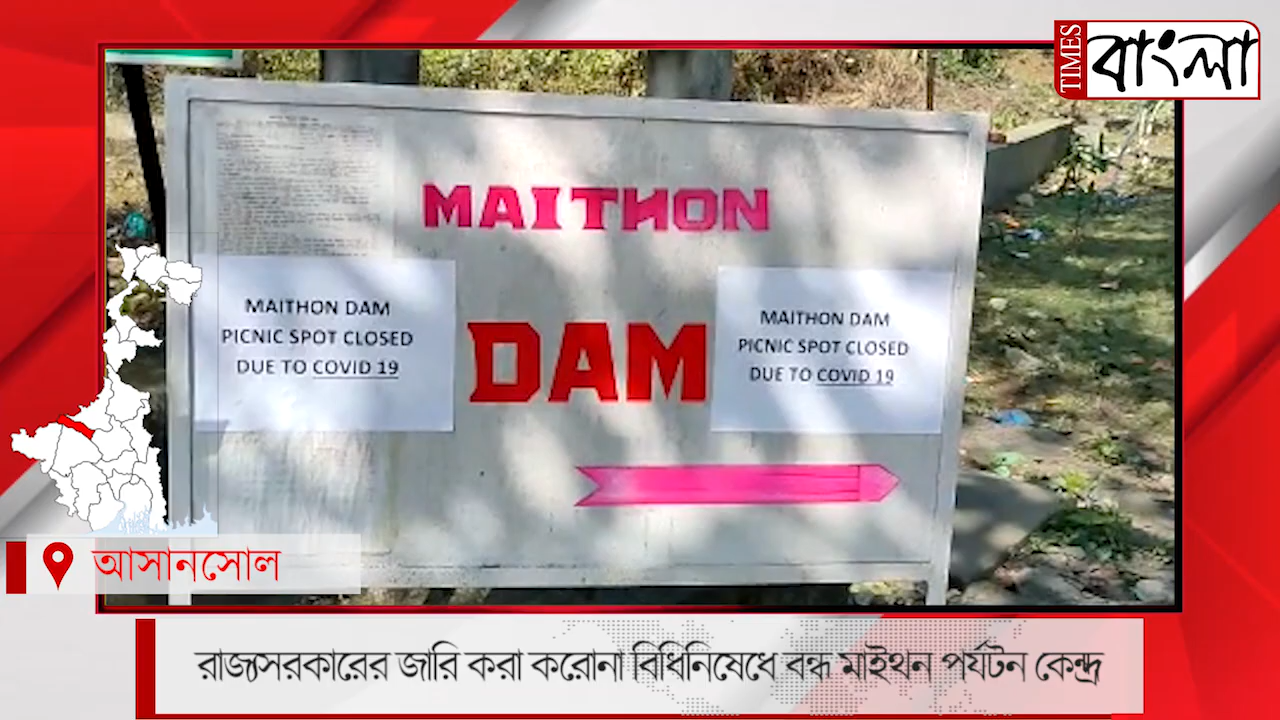 TIMES
বাংলা
MAITHON
MAITHON DAM
PICNIC SPOT CLOSED
DUE TO COVID 19
DAM
MAITHON DAM
PICNIC SPOT CLOSED
DUE TO COVID 19
আসানসোল
রাজ্যসরকারের জারি করা করোনা বিধিনিষেধে বন্ধ মাইথন পর্যটন কেন্দ্র